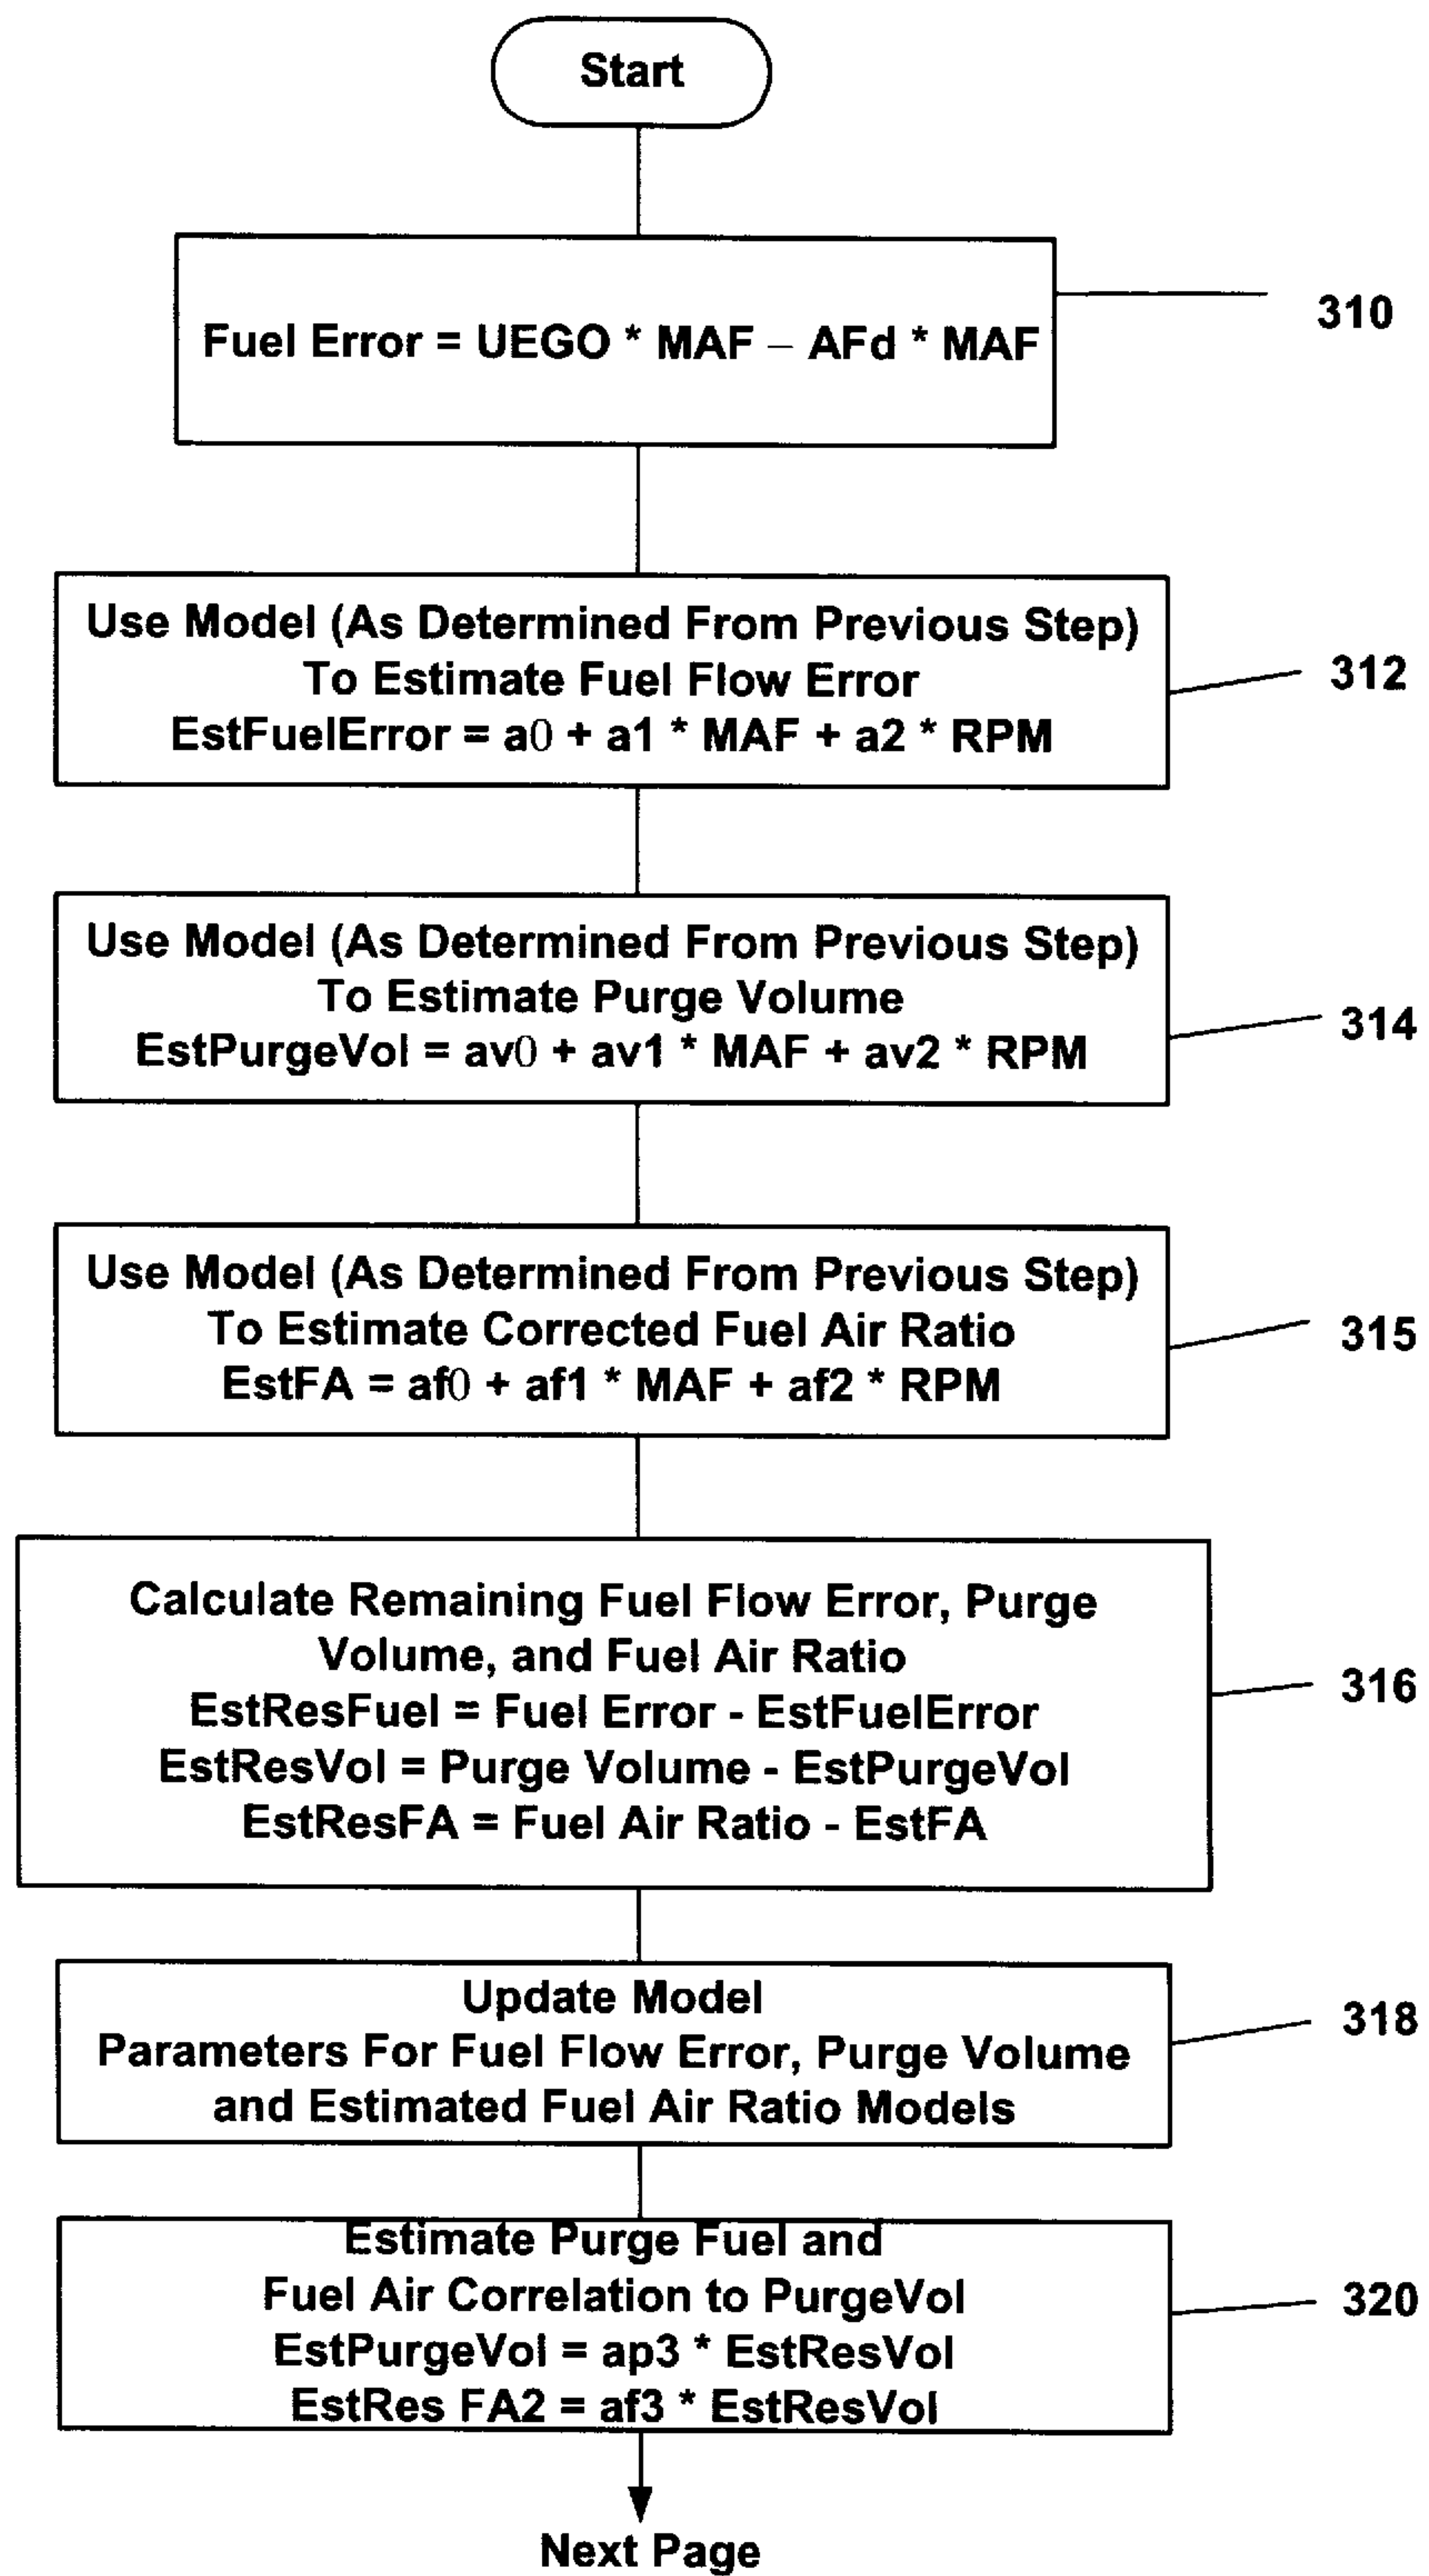 Start
Fuel Error = UEGO * MAF – AFd * MAF
310
Use Model (As Determined From Previous Step)
To Estimate Fuel Flow Error
EstFuelError = a0 + a1 * MAF + a2 * RPM
312
Use Model (As Determined From Previous Step)
To Estimate Purge Volume
EstPurgeVol = av0 + av1 * MAF + av2 * RPM
314
Use Model (As Determined From Previous Step)
To Estimate Corrected Fuel Air Ratio
EstFA = af0 + af1 * MAF + af2 * RPM
315
Calculate Remaining Fuel Flow Error, Purge
Volume, and Fuel Air Ratio
EstResFuel = Fuel Error - EstFuelError
EstResVol = Purge Volume - EstPurgeVol
EstResFA = Fuel Air Ratio - EstFA
316
Update Model
Parameters For Fuel Flow Error, Purge Volume
and Estimated Fuel Air Ratio Models
318
Estimate Purge Fuel and
Fuel Air Correlation to PurgeVol
EstPurgeVol = ap3 * EstResVol
EstRes FA2 = af3 * EstResVol
320
Next Page